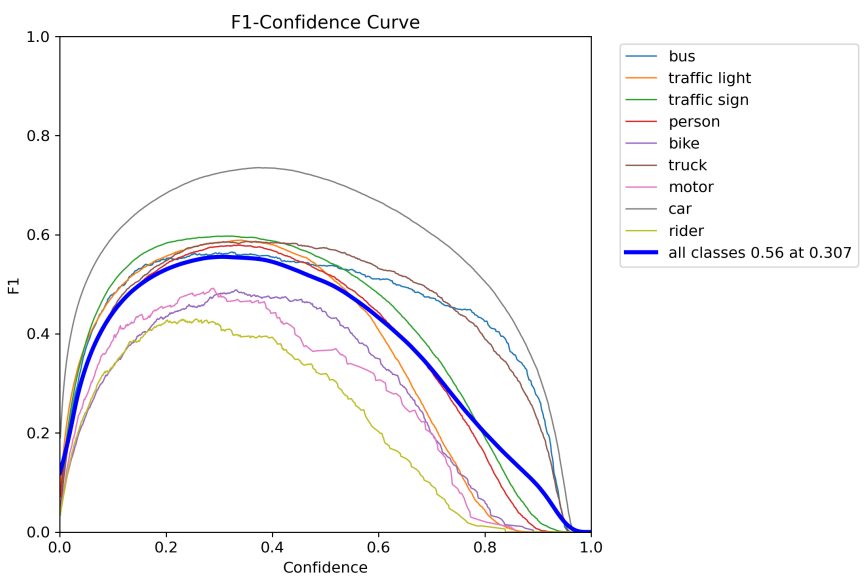 F1-Confidence Curve
1.0
0.8
0.6
0.4
0.2
0.0
F1
0.0 0.2 0.4 0.6 0.8 1.0
Confidence
bus
traffic light
traffic sign
person
bike
truck
motor
car
rider
all classes 0.56 at 0.307